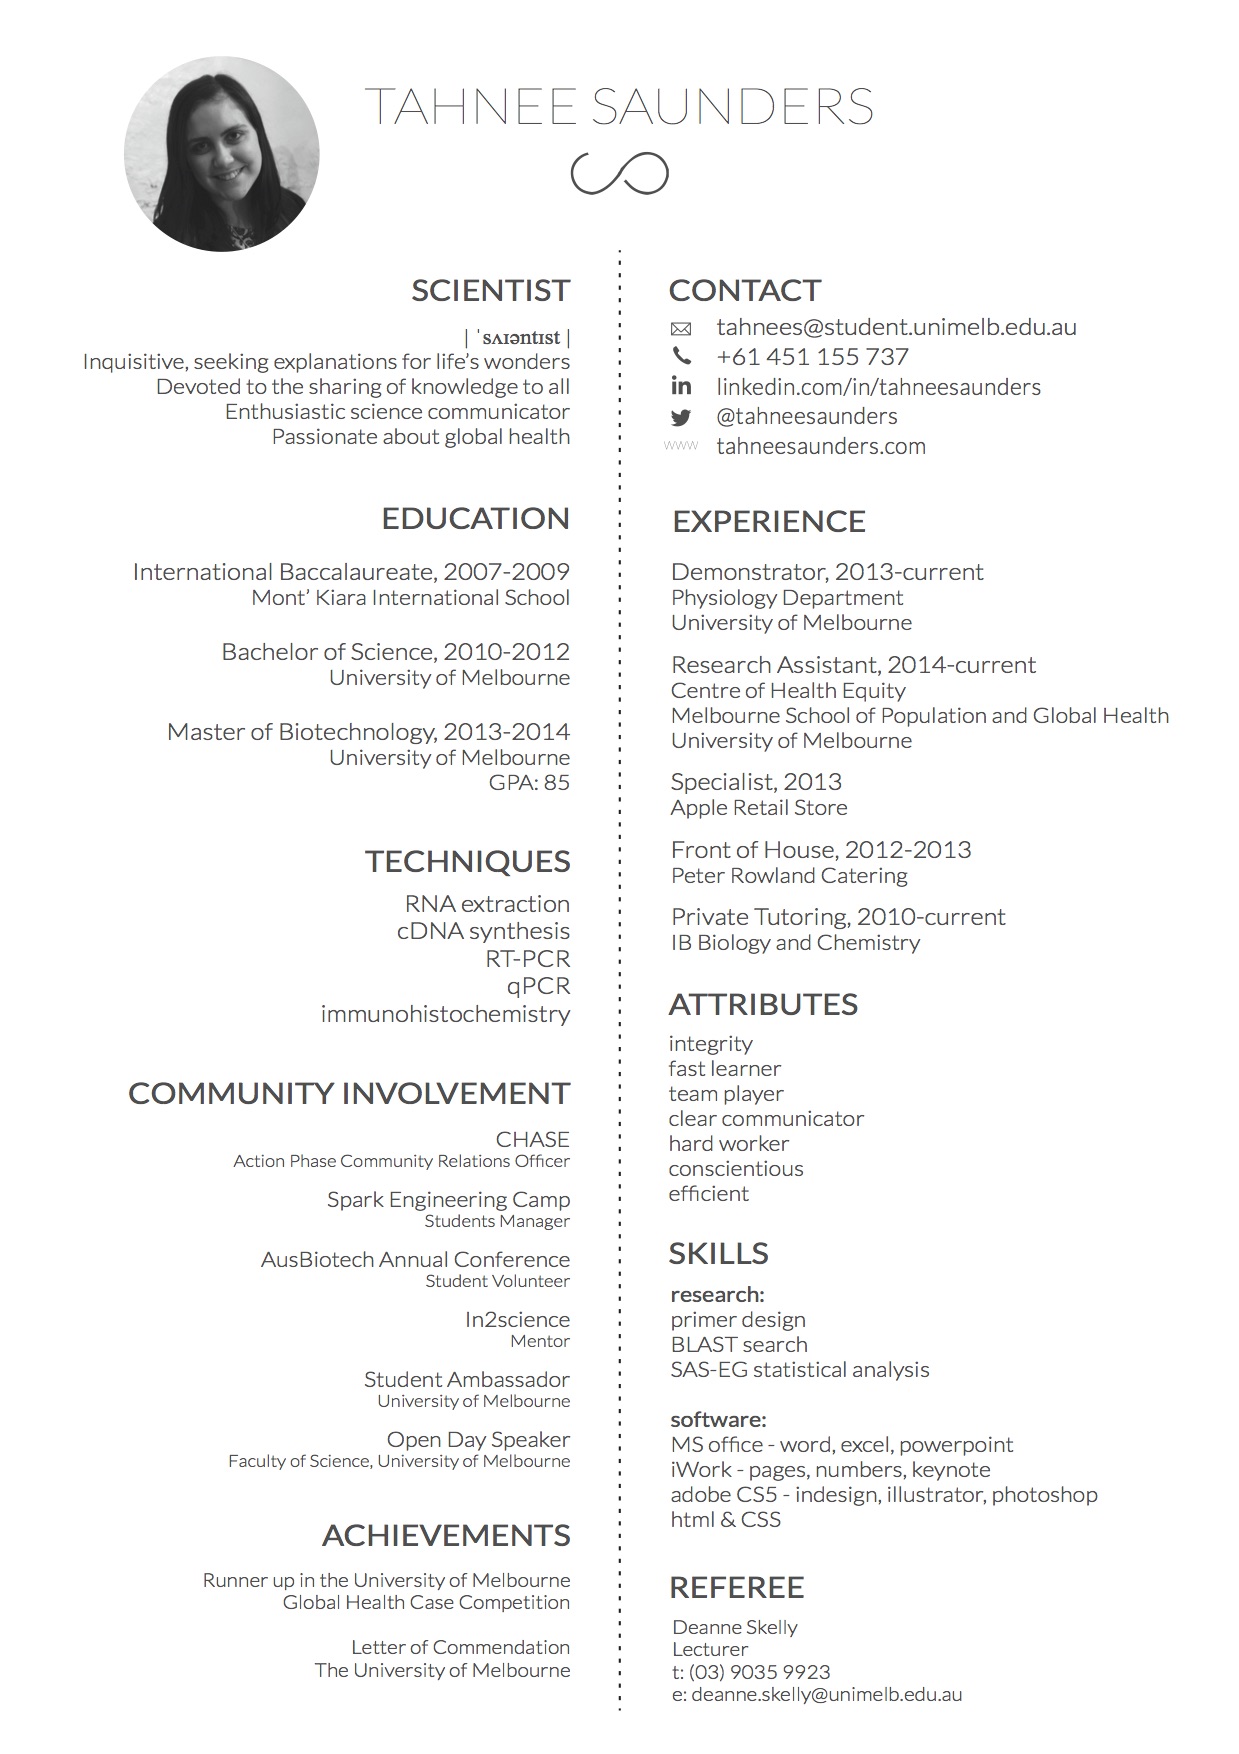 TAHNEE SAUNDERS
SCIENTIST
| ˈsʌɪəntɪst |
Inquisitive, seeking explanations for life's wonders
Devoted to the sharing of knowledge to all
Enthusiastic science communicator
Passionate about global health
EDUCATION
International Baccalaureate, 2007-2009
Mont' Kiara International School
Bachelor of Science, 2010-2012
University of Melbourne
Master of Biotechnology, 2013-2014
University of Melbourne
GPA: 85
TECHNIQUES
RNA extraction
cDNA synthesis
RT-PCR
qPCR
immunohistochemistry
COMMUNITY INVOLVEMENT
CHASE
Action Phase Community Relations Officer
Spark Engineering Camp
Students Manager
AusBiotech Annual Conference
Student Volunteer
In2science
Mentor
Student Ambassador
University of Melbourne
Open Day Speaker
Faculty of Science, University of Melbourne
ACHIEVEMENTS
Runner up in the University of Melbourne
Global Health Case Competition
Letter of Commendation
The University of Melbourne
CONTACT
tahnees@student.unimelb.edu.au
+61 451 155 737
in linkedin.com/in/tahneesaunders
@tahneesaunders
www tahneesaunders.com
EXPERIENCE
Demonstrator, 2013-current
Physiology Department
University of Melbourne
Research Assistant, 2014-current
Centre of Health Equity
Melbourne School of Population and Global Health
University of Melbourne
Specialist, 2013
Apple Retail Store
Front of House, 2012-2013
Peter Rowland Catering
Private Tutoring, 2010-current
IB Biology and Chemistry
ATTRIBUTES
integrity
fast learner
team player
clear communicator
hard worker
conscientious
efficient
SKILLS
research:
primer design
BLAST search
SAS-EG statistical analysis
software:
MS office - word, excel, powerpoint
iWork - pages, numbers, keynote
adobe CS5 - indesign, illustrator, photoshop
html & CSS
REFEREE
Deanne Skelly
Lecturer
t: (03) 9035 9923
e: deanne.skelly@unimelb.edu.au